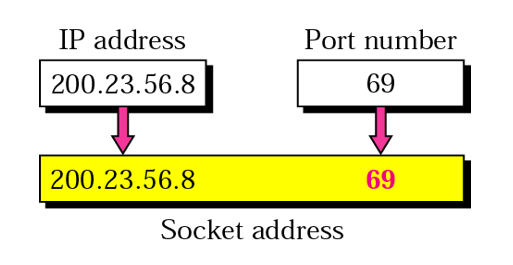 IP address Port number
200.23.56.8 69
200.23.56.8 69
Socket address